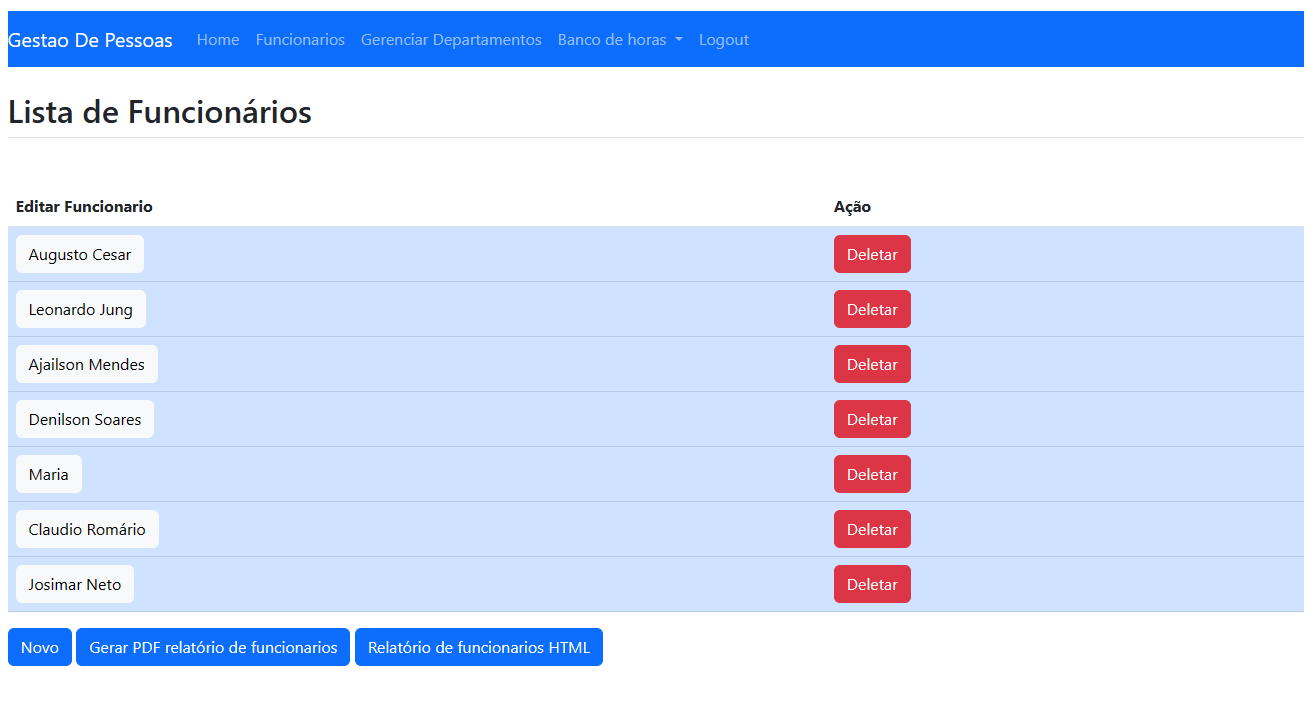 Gestao De Pessoas Home Funcionarios Gerenciar Departamentos Banco de horas Logout
Lista de Funcionários
Editar Funcionario Ação
Augusto Cesar Deletar
Leonardo Jung Deletar
Ajailson Mendes Deletar
Denilson Soares Deletar
Maria Deletar
Claudio Romário Deletar
Josimar Neto Deletar
Novo Gerar PDF relatório de funcionarios Relatório de funcionarios HTML